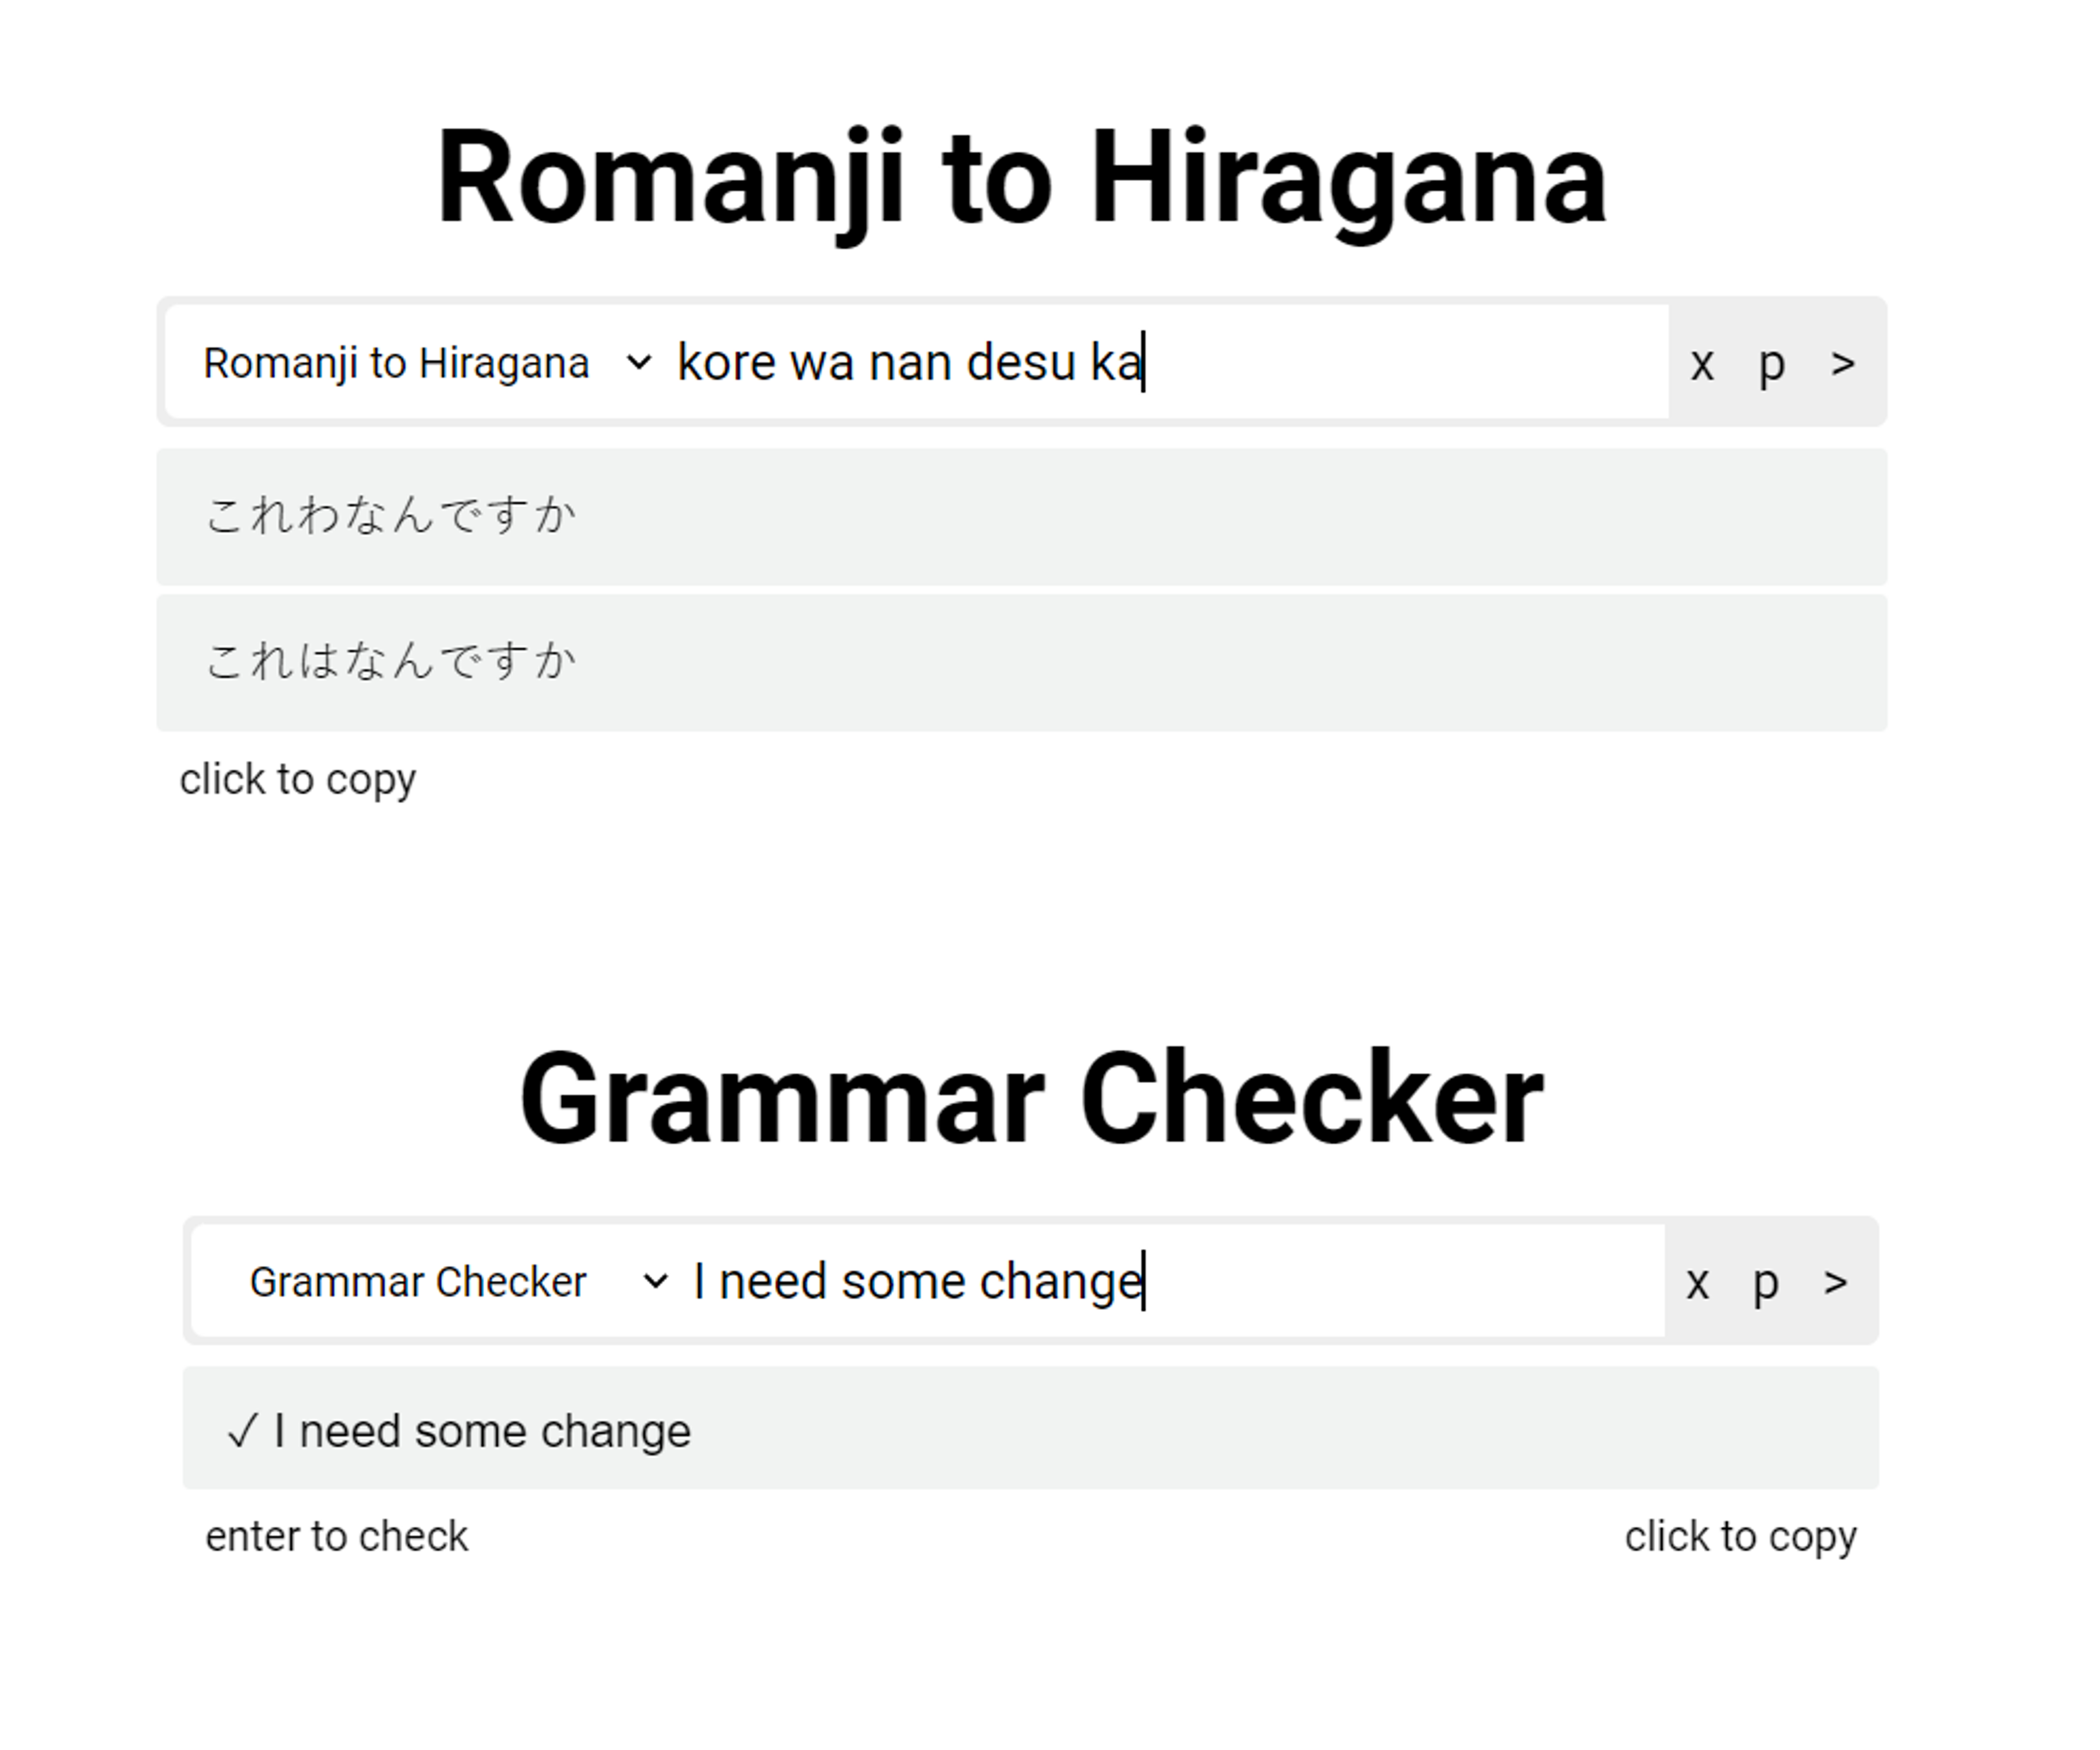 Romanji to Hiragana
Romanji to Hiragana kore wa nan desu ka x p >
これわなんですか
これはなんですか
click to copy
Grammar Checker
Grammar Checker I need some change x p >
✓ I need some change
enter to check click to copy